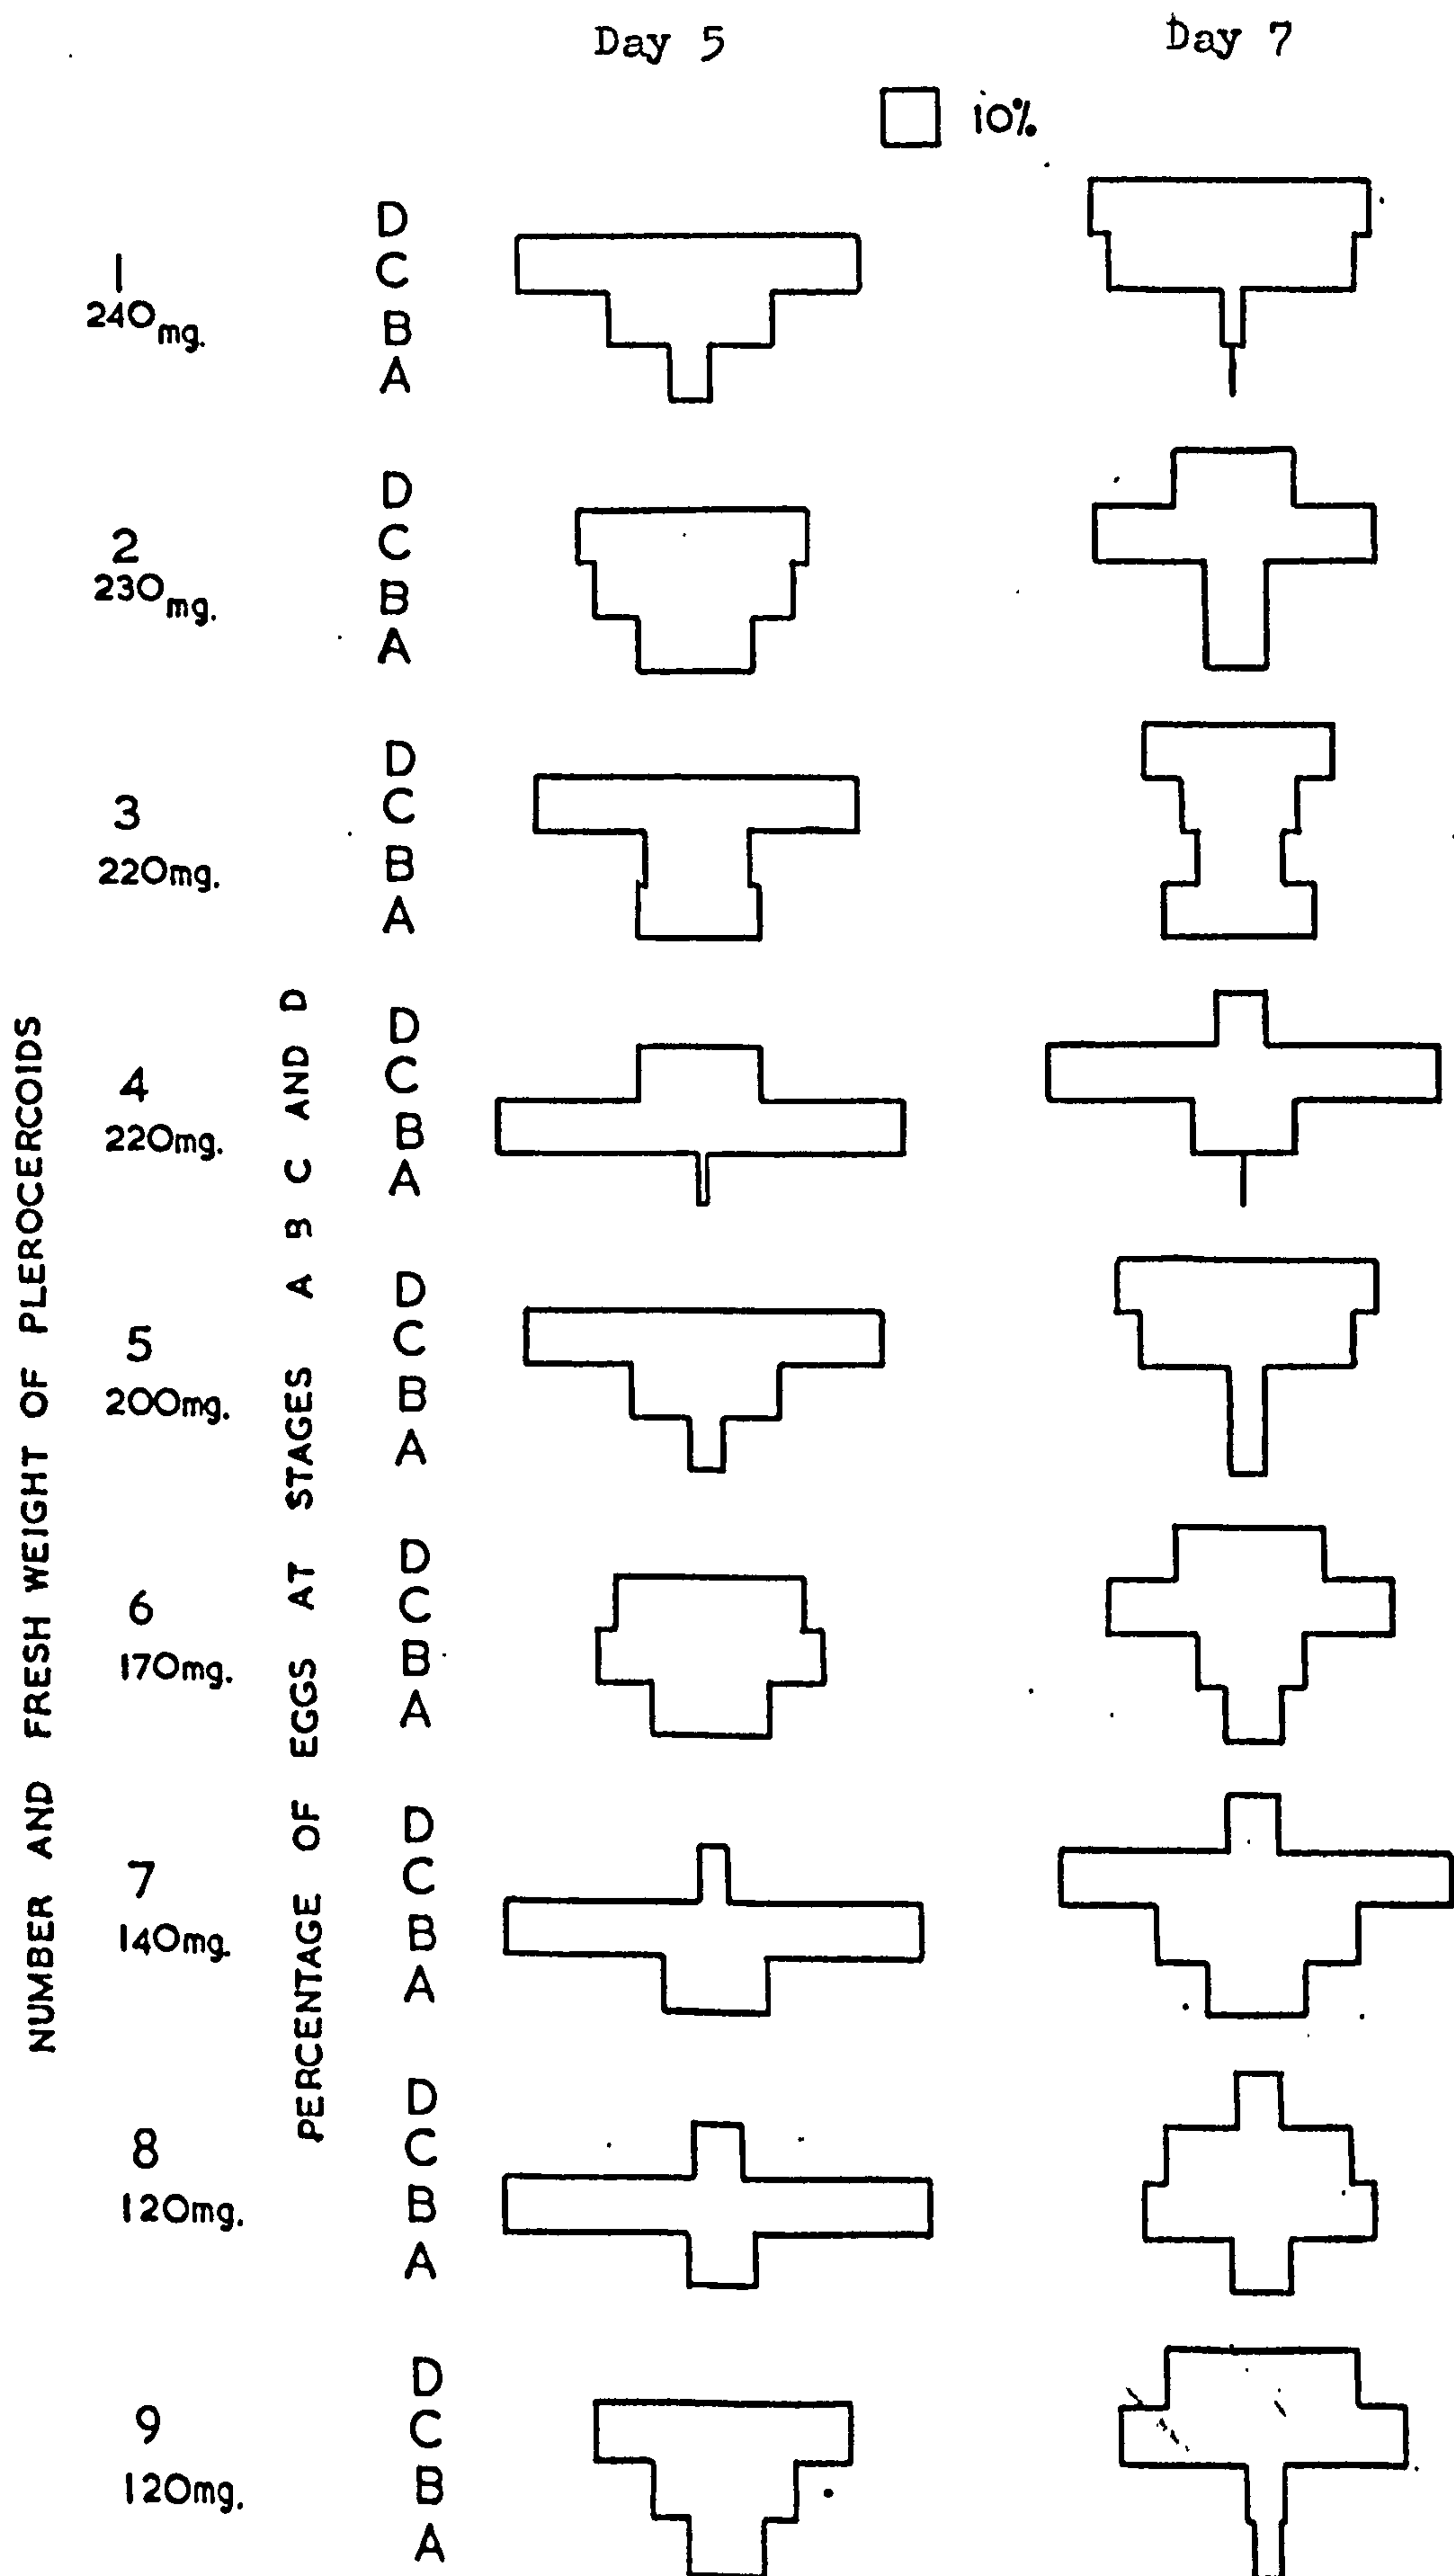 Day 5
Day 7
10%
1
240mg.
D
C
B
A
2
230mg.
D
C
B
A
3
220mg.
D
C
B
A
4
220mg.
D
C
B
A
5
200mg.
D
C
B
A
6
170mg.
D
C
B
A
7
140mg.
D
C
B
A
8
120mg.
D
C
B
A
9
120mg.
D
C
B
A
NUMBER AND FRESH WEIGHT OF PLEROCERCOIDS
PERCENTAGE OF EGGS AT STAGES A B C AND D